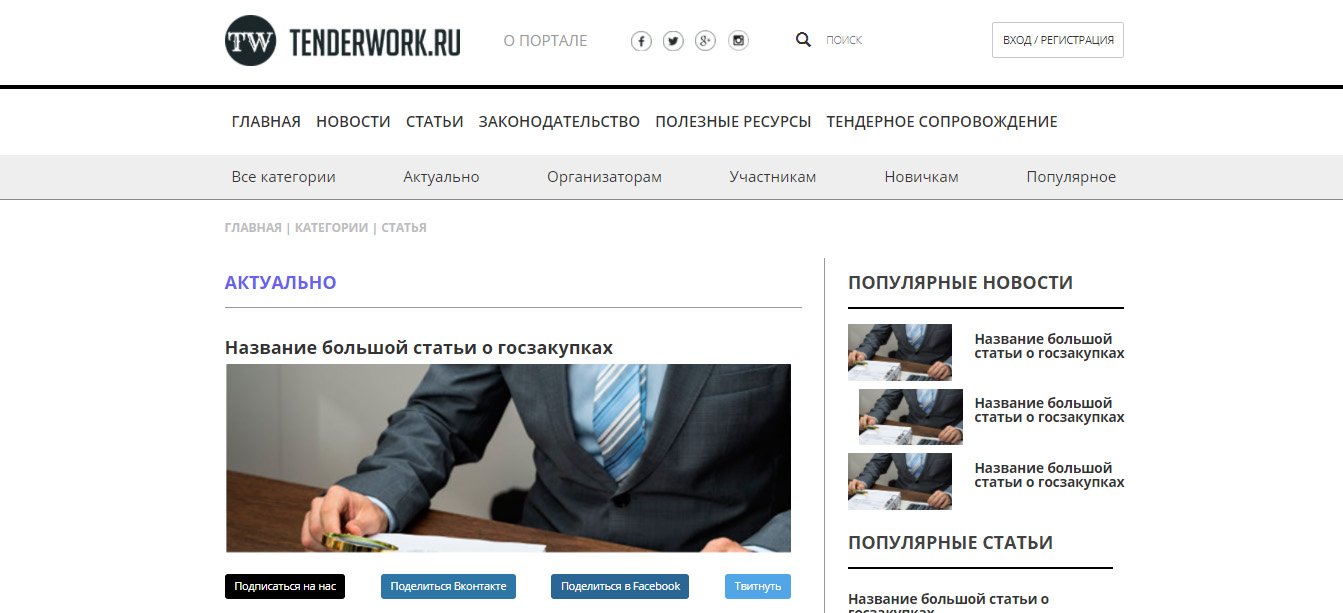 TW TENDERWORK.RU О ПОРТАЛЕ ПОИСК ВХОД / РЕГИСТРАЦИЯ
ГЛАВНАЯ НОВОСТИ СТАТЬИ ЗАКОНОДАТЕЛЬСТВО ПОЛЕЗНЫЕ РЕСУРСЫ ТЕНДЕРНОЕ СОПРОВОЖДЕНИЕ
Все категории Актуально Организаторам Участникам Новичкам Популярное
ГЛАВНАЯ | КАТЕГОРИИ | СТАТЬЯ
АКТУАЛЬНО
Название большой статьи о госзакупках
Подписаться на нас Поделиться Вконтакте Поделиться в Facebook Твитнуть
ПОПУЛЯРНЫЕ НОВОСТИ
Название большой
статьи о госзакупках
Название большой
статьи о госзакупках
Название большой
статьи о госзакупках
ПОПУЛЯРНЫЕ СТАТЬИ
Название большой статьи о
госзакупках